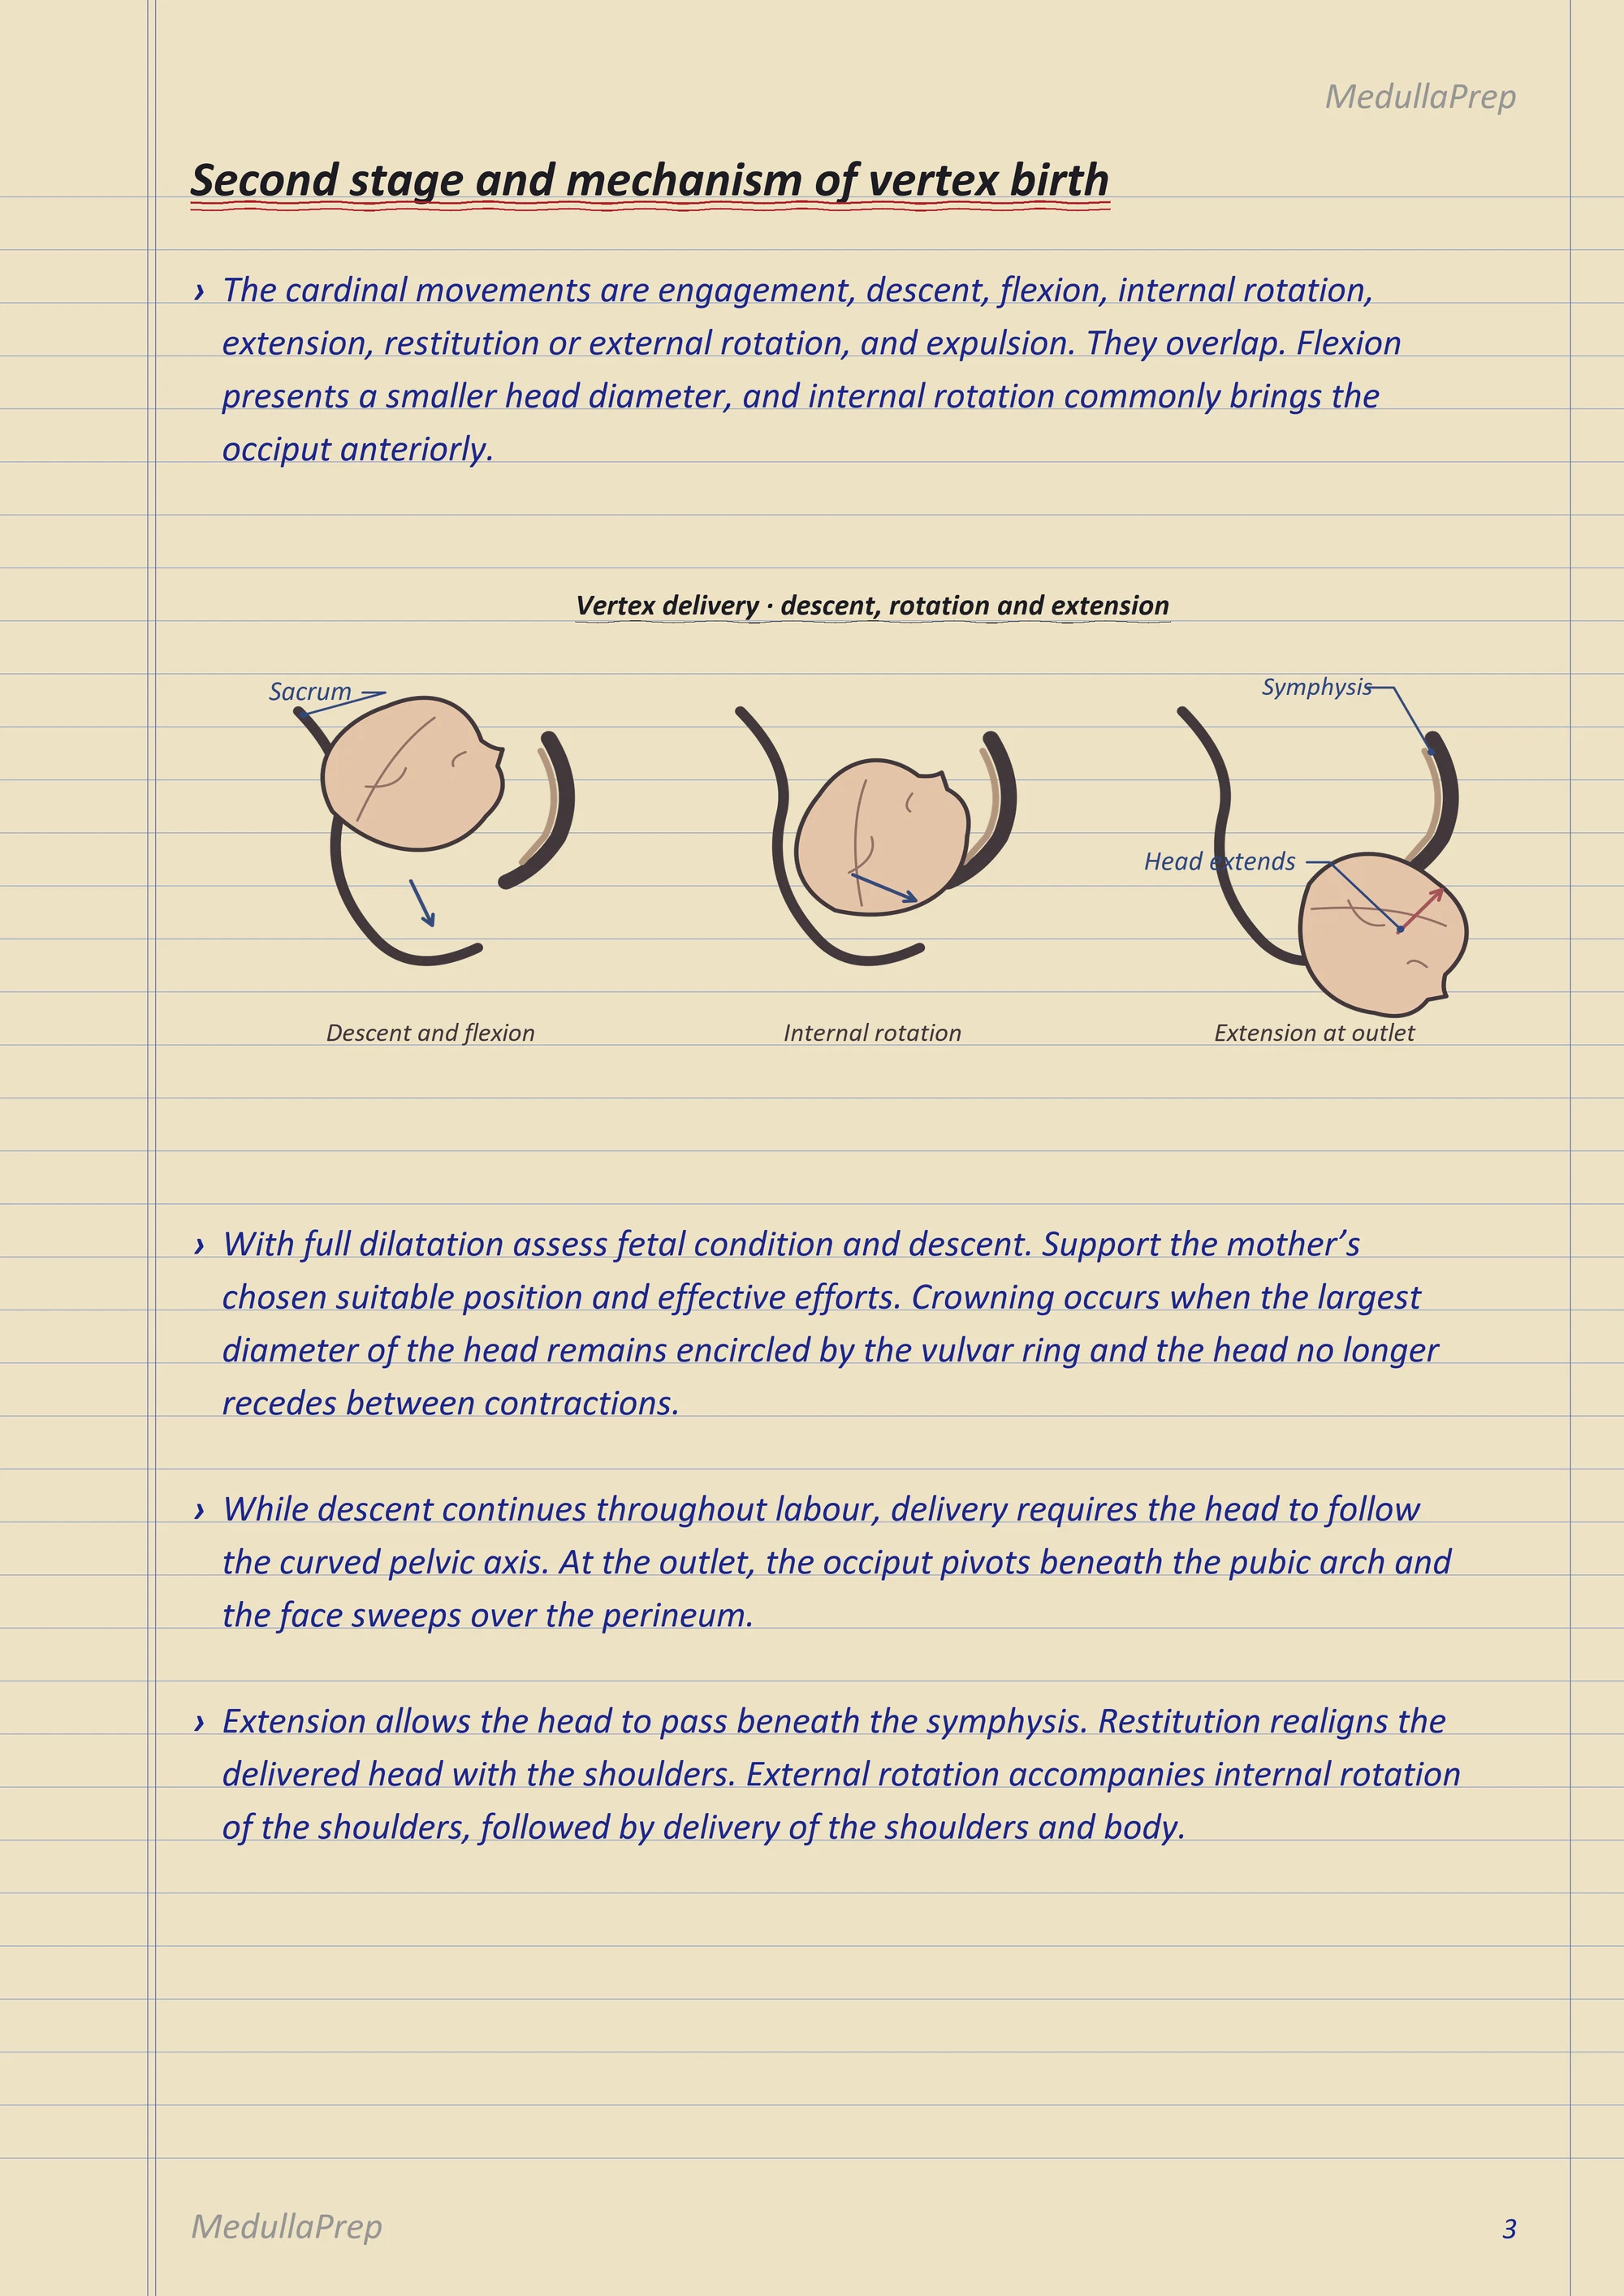 MedullaPrep
Second stage and mechanism of vertex birth
› The cardinal movements are engagement, descent, flexion, internal rotation,
extension, restitution or external rotation, and expulsion. They overlap. Flexion
presents a smaller head diameter, and internal rotation commonly brings the
occiput anteriorly.
Vertex delivery · descent, rotation and extension
Sacrum
Symphysis
Head extends
Descent and flexion
Internal rotation
Extension at outlet
› With full dilatation assess fetal condition and descent. Support the mother’s
chosen suitable position and effective efforts. Crowning occurs when the largest
diameter of the head remains encircled by the vulvar ring and the head no longer
recedes between contractions.
› While descent continues throughout labour, delivery requires the head to follow
the curved pelvic axis. At the outlet, the occiput pivots beneath the pubic arch and
the face sweeps over the perineum.
› Extension allows the head to pass beneath the symphysis. Restitution realigns the
delivered head with the shoulders. External rotation accompanies internal rotation
of the shoulders, followed by delivery of the shoulders and body.
MedullaPrep
3